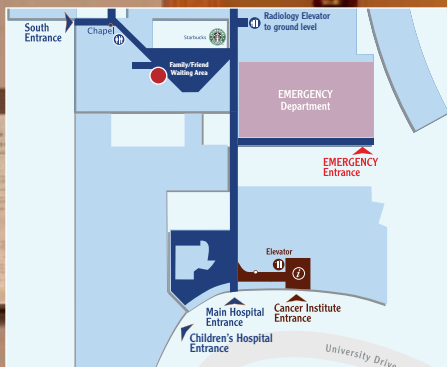 South
Entrance
Chapel
Starbucks
Radiology Elevator
to ground level
Family/Friend
Waiting Area
EMERGENCY
Department
EMERGENCY
Entrance
Elevator
i
Main Hospital
Entrance
Cancer Institute
Entrance
Children's Hospital
Entrance
University Drive